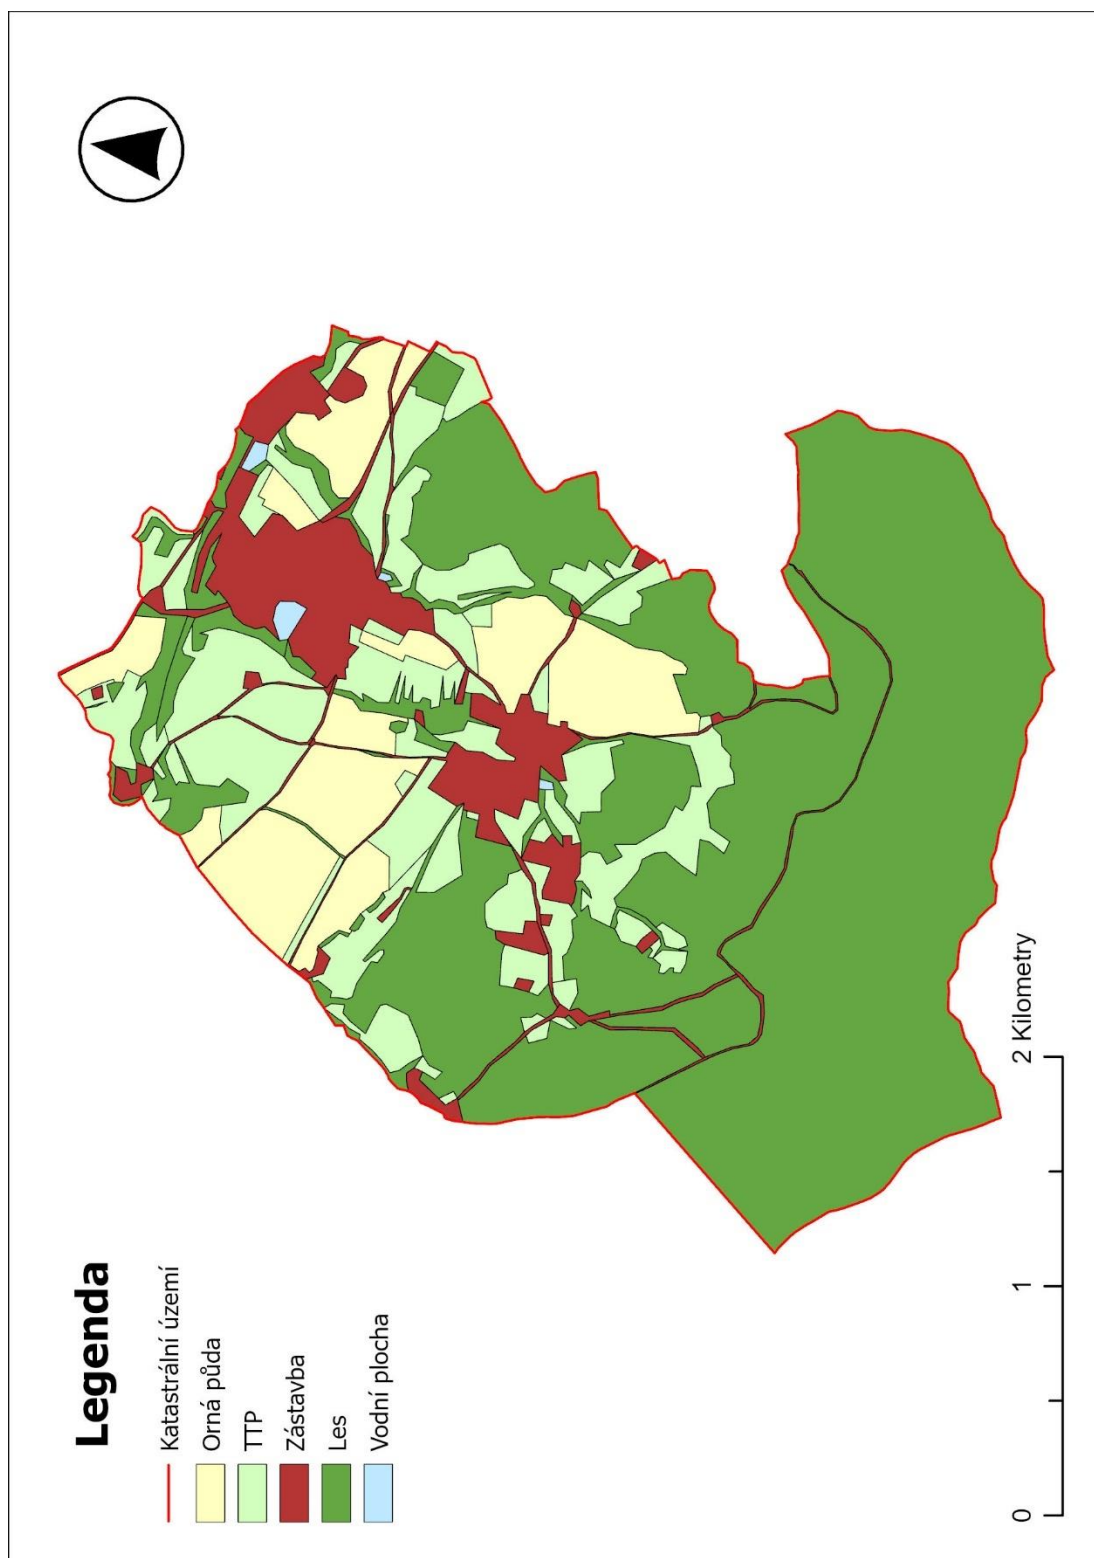 Legenda
Katastrální území
Orná půda
TTP
Zástavba
Les
Vodní plocha
0 1 2 Kilometry